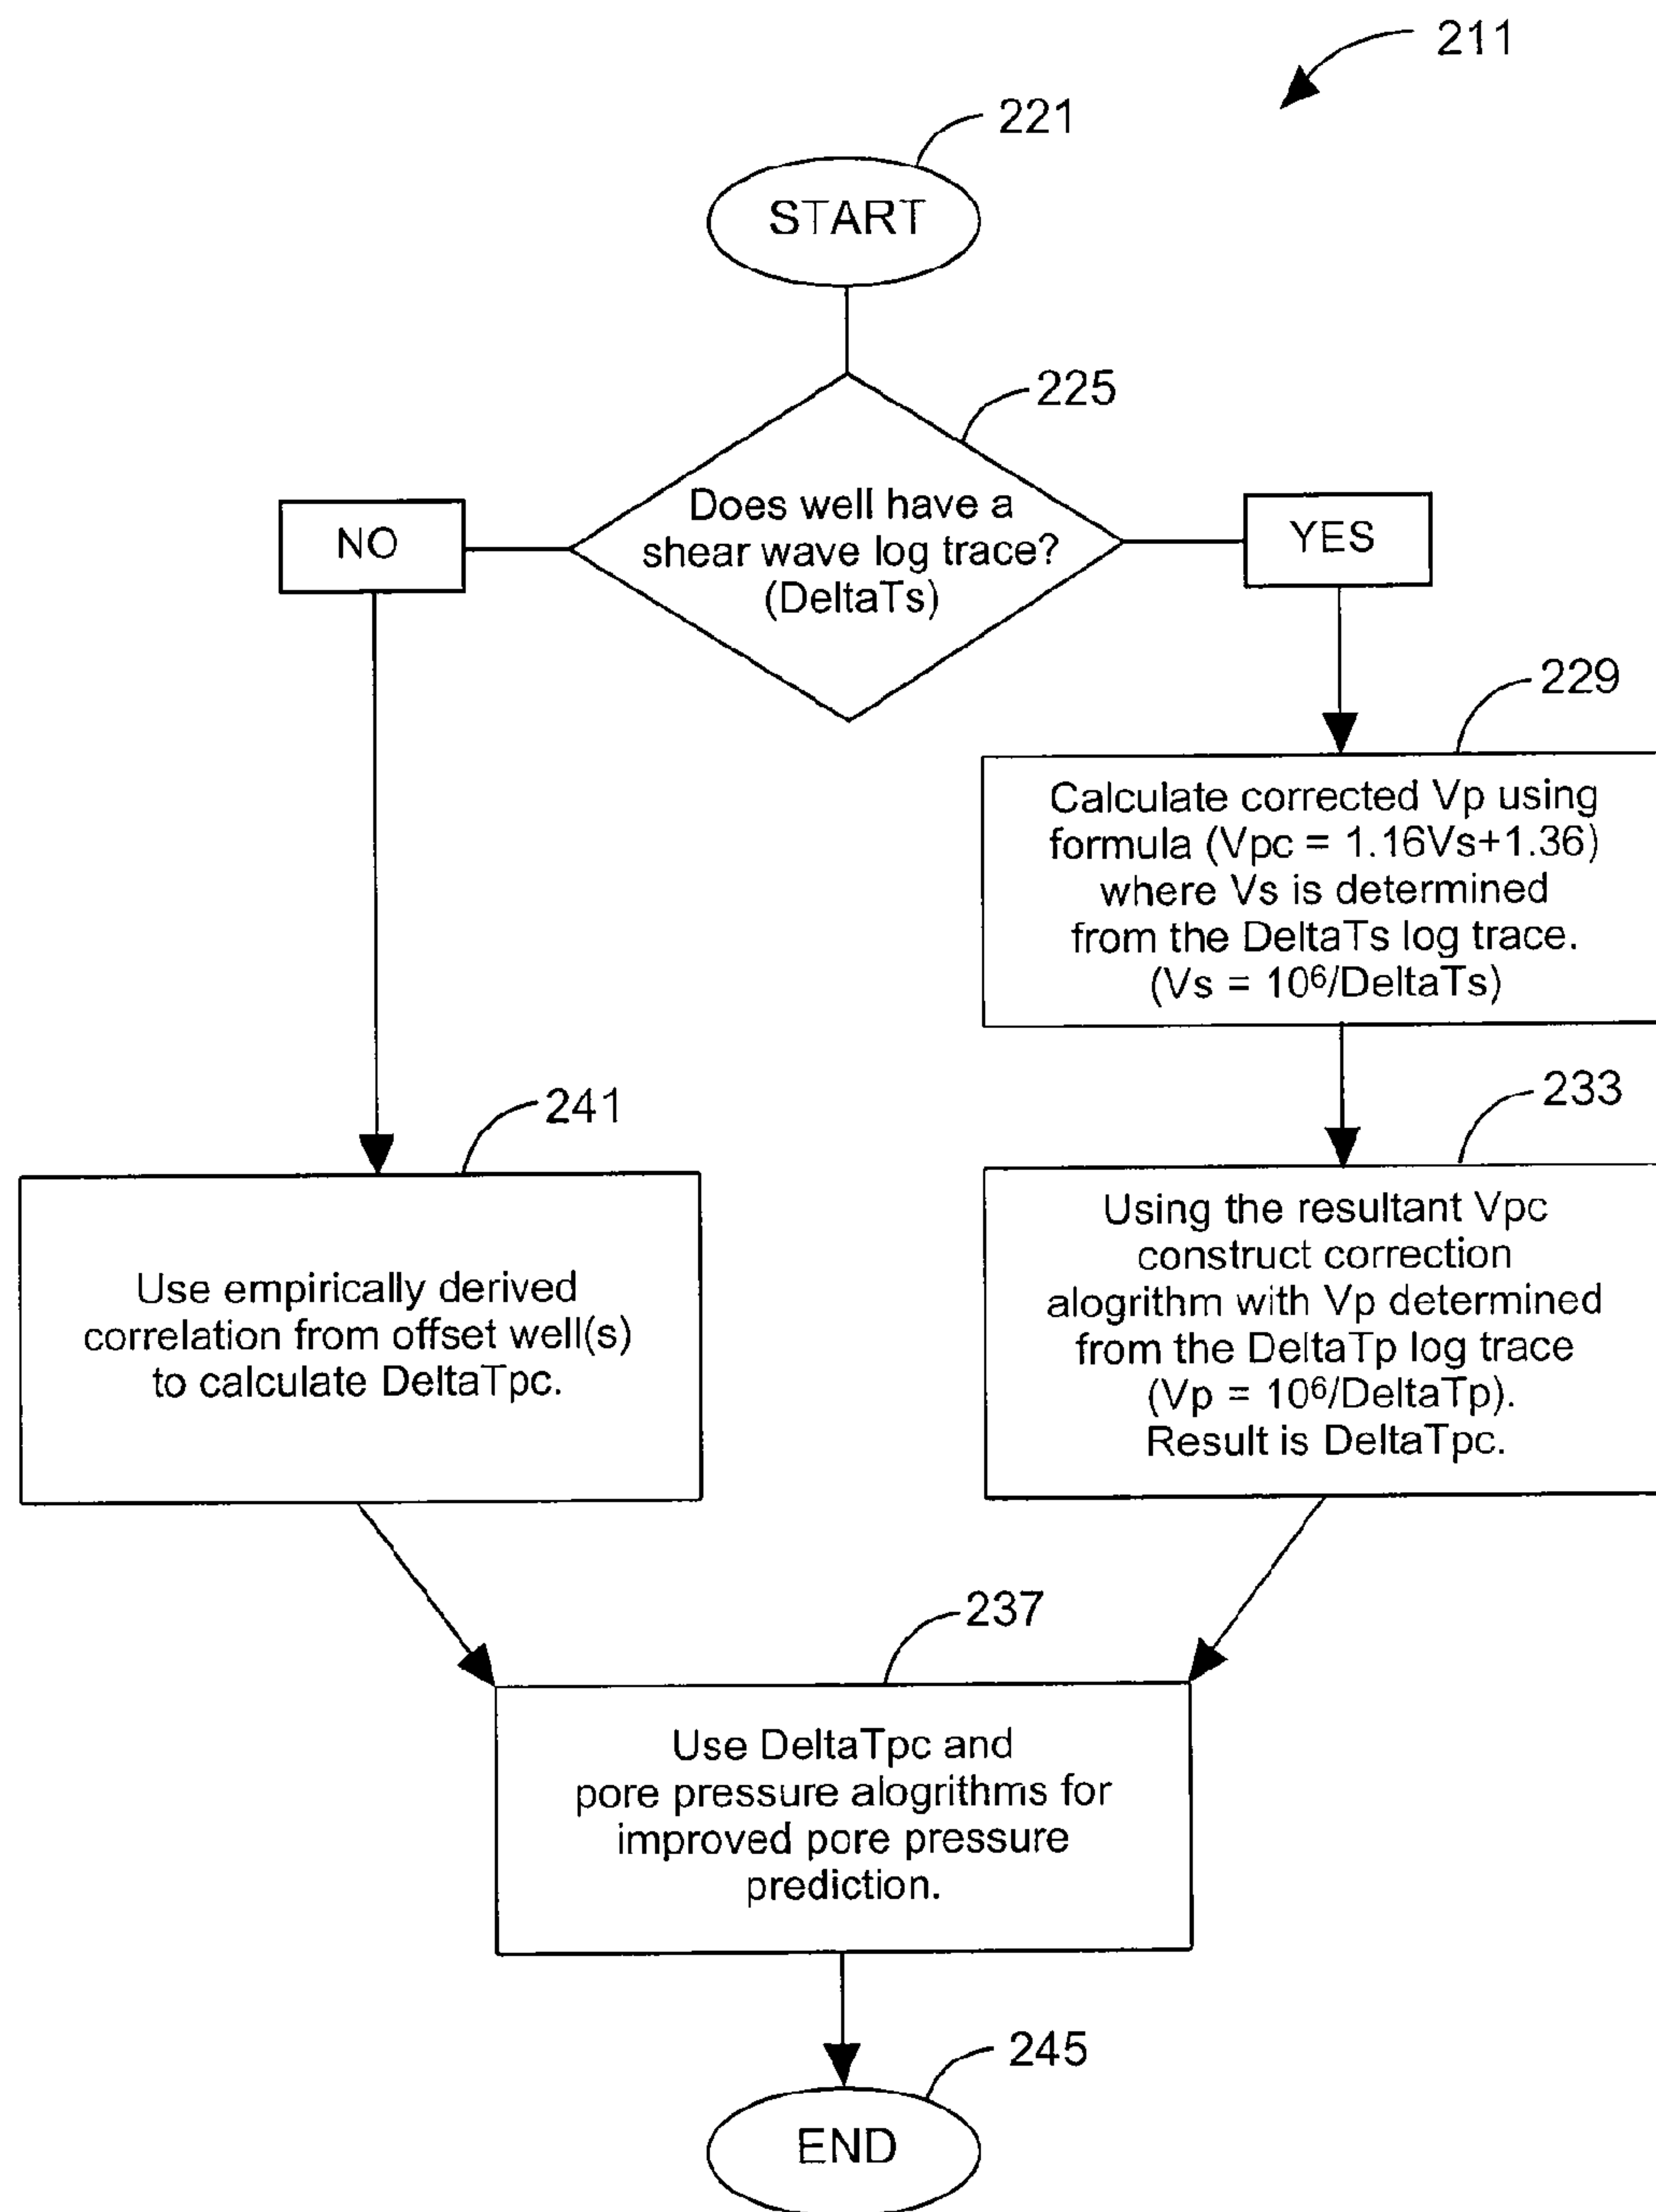 211
221
START
225
Does well have a
shear wave log trace?
(DeltaTs)
NO
YES
229
Calculate corrected Vp using
formula (Vpc = 1.16Vs+1.36)
where Vs is determined
from the DeltaTs log trace.
(Vs = 10⁶/DeltaTs)
241
233
Use empirically derived
correlation from offset well(s)
to calculate DeltaTpc.
Using the resultant Vpc
construct correction
alogrithm with Vp determined
from the DeltaTp log trace
(Vp = 10⁶/DeltaTp).
Result is DeltaTpc.
237
Use DeltaTpc and
pore pressure alogrithms for
improved pore pressure
prediction.
245
END